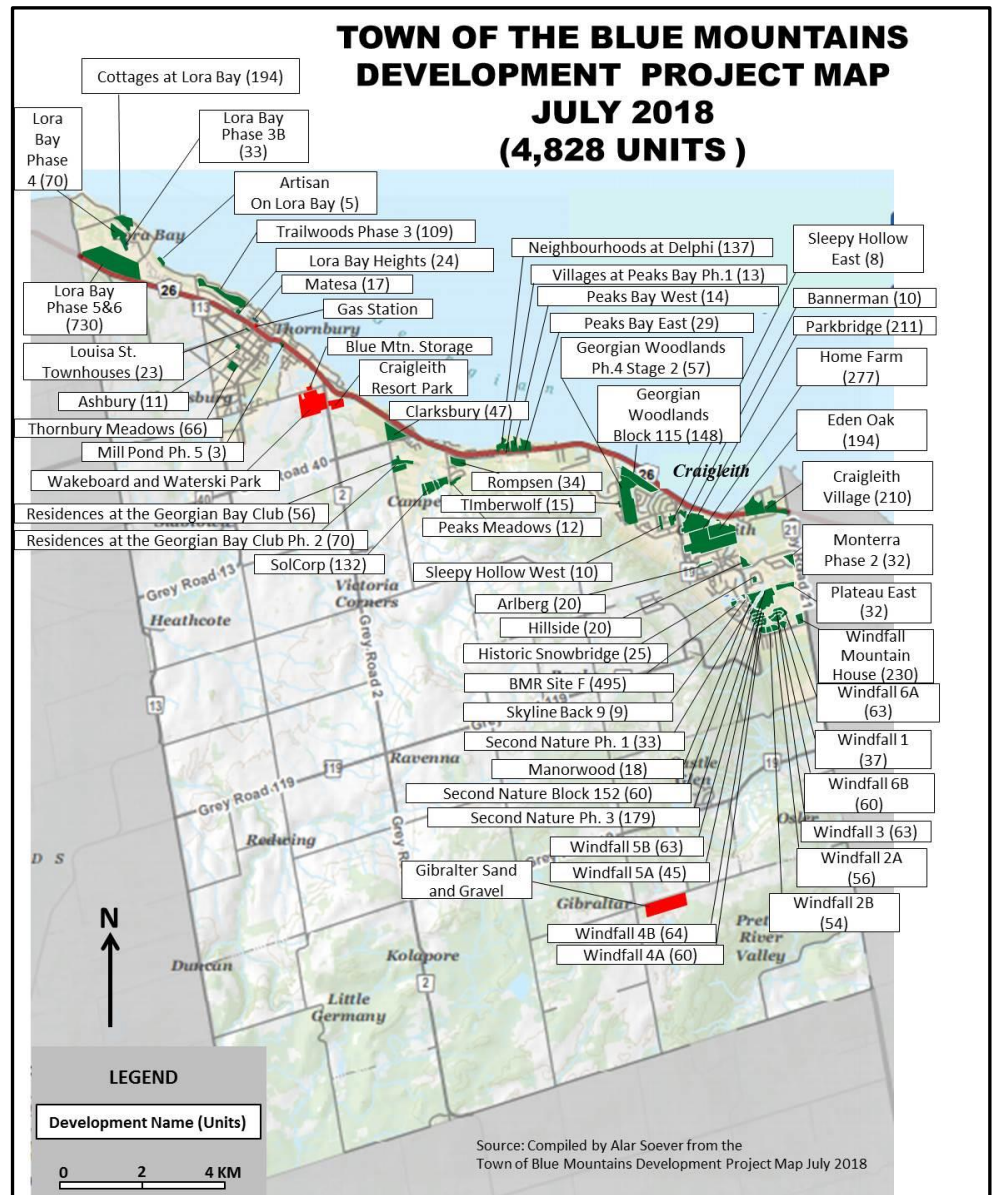 TOWN OF THE BLUE MOUNTAINS
DEVELOPMENT PROJECT MAP
JULY 2018
(4,828 UNITS )
Cottages at Lora Bay (194)
Lora
Bay
Phase
4 (70)
Lora Bay
Phase 3B
(33)
Artisan
On Lora Bay (5)
Trailwoods Phase 3 (109)
Lora Bay Heights (24)
Matesa (17)
Gas Station
Blue Mtn. Storage
Craigleith
Resort Park
Clarksbury (47)
Lora Bay
Phase 5&6
(730)
Louisa St.
Townhouses (23)
Ashbury (11)
Thornbury Meadows (66)
Mill Pond Ph. 5 (3)
Wakeboard and Waterski Park
Residences at the Georgian Bay Club (56)
Residences at the Georgian Bay Club Ph. 2 (70)
SolCorp (132)
Neighbourhoods at Delphi (137)
Villages at Peaks Bay Ph.1 (13)
Peaks Bay West (14)
Peaks Bay East (29)
Georgian Woodlands
Ph.4 Stage 2 (57)
Georgian
Woodlands
Block 115 (148)
Sleepy Hollow
East (8)
Bannerman (10)
Parkbridge (211)
Home Farm
(277)
Eden Oak
(194)
Craigleith
Village (210)
Monterra
Phase 2 (32)
Plateau East
(32)
Windfall
Mountain
House (230)
Windfall 6A
(63)
Windfall 1
(37)
Windfall 6B
(60)
Windfall 3 (63)
Windfall 2A
(56)
Windfall 2B
(54)
Rompsen (34)
TImberwolf (15)
Peaks Meadows (12)
Sleepy Hollow West (10)
Arlberg (20)
Hillside (20)
Historic Snowbridge (25)
BMR Site F (495)
Skyline Back 9 (9)
Second Nature Ph. 1 (33)
Manorwood (18)
Second Nature Block 152 (60)
Second Nature Ph. 3 (179)
Windfall 5B (63)
Windfall 5A (45)
Gibralter Sand
and Gravel
Windfall 4B (64)
Windfall 4A (60)
Lora Bay
26
113
Thornbury
Craigleith
26
Road 40
40
2
19
21
Road 21
Grey Road 13
Heathcote
Victoria
Corners
Grey Road 2
13
Ravenna
19
119
19
Grey Road 119
Redwing
D S
Gibraltar
Pretty
River
Valley
Duncan
Kolapore
2
Little
Germany
N
LEGEND
Development Name (Units)
0 2 4 KM
Source: Compiled by Alar Soever from the
Town of Blue Mountains Development Project Map July 2018